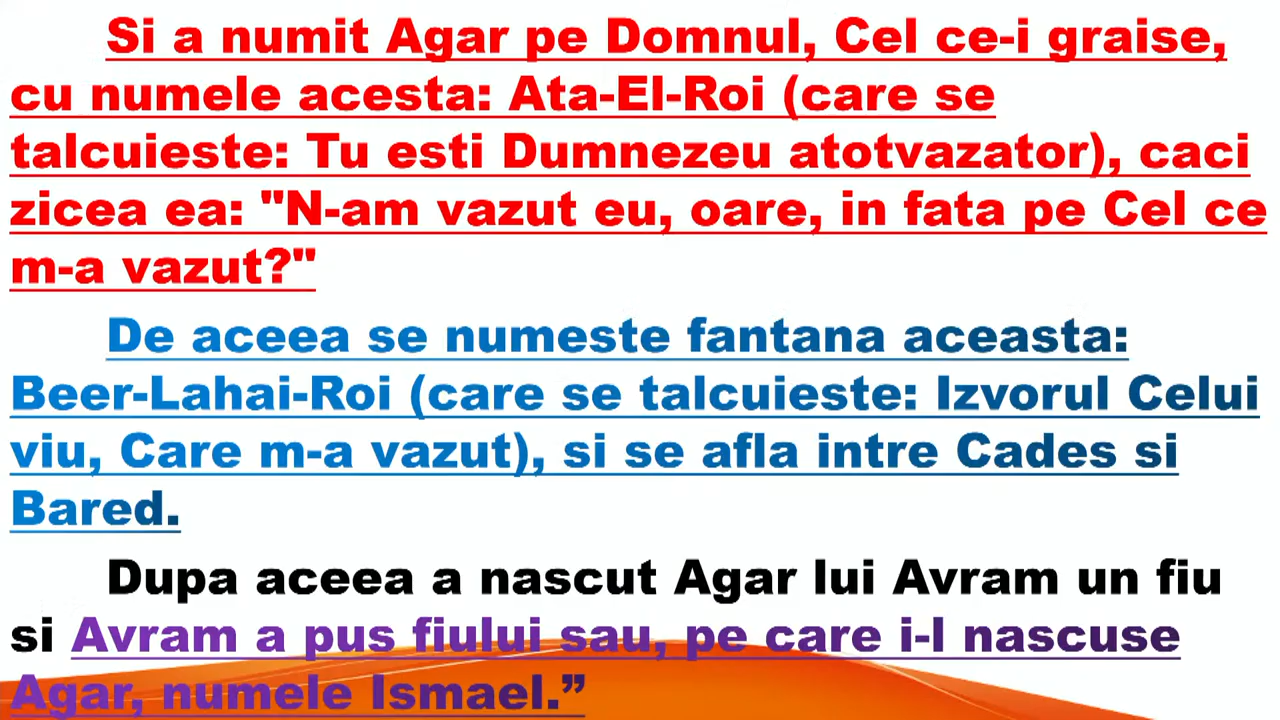 Si a numit Agar pe Domnul, Cel ce-i graise,
cu numele acesta: Ata-El-Roi (care se
talcuieste: Tu esti Dumnezeu atotvazator), caci
zicea ea: "N-am vazut eu, oare, in fata pe Cel ce
m-a vazut?"
De aceea se numeste fantana aceasta:
Beer-Lahai-Roi (care se talcuieste: Izvorul Celui
viu, Care m-a vazut), si se afla intre Cades si
Bared.
Dupa aceea a nascut Agar lui Avram un fiu
si Avram a pus fiului sau, pe care i-l nascuse
Agar, numele Ismael.”